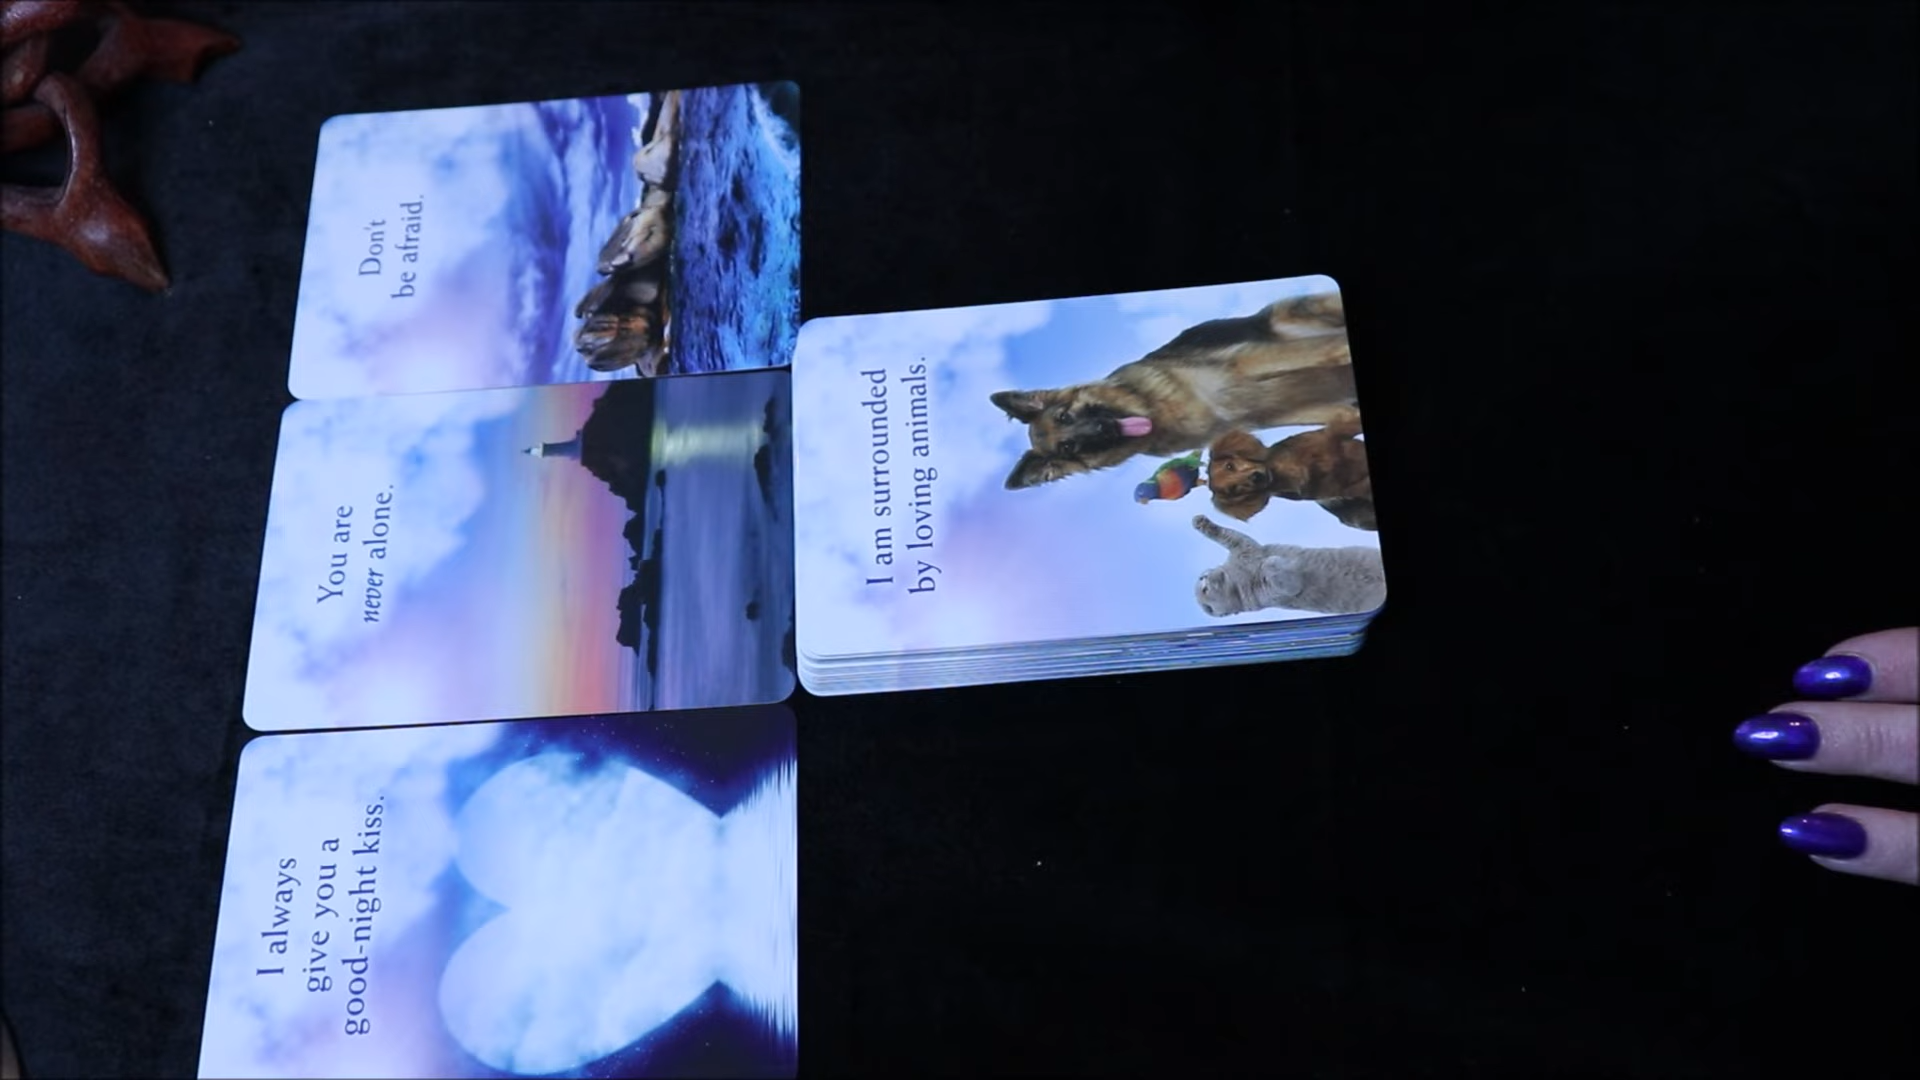 I always
give you a
good-night kiss.
You are
never alone.
Don't
be afraid.
I am surrounded
by loving animals.